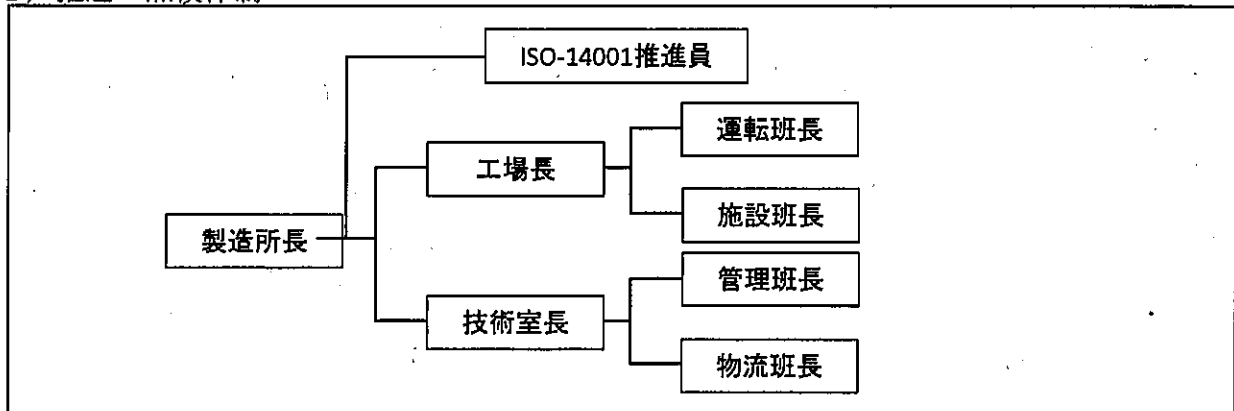 ISO-14001推進員
運転班長
工場長
施設班長
製造所長
管理班長
技術室長
物流班長